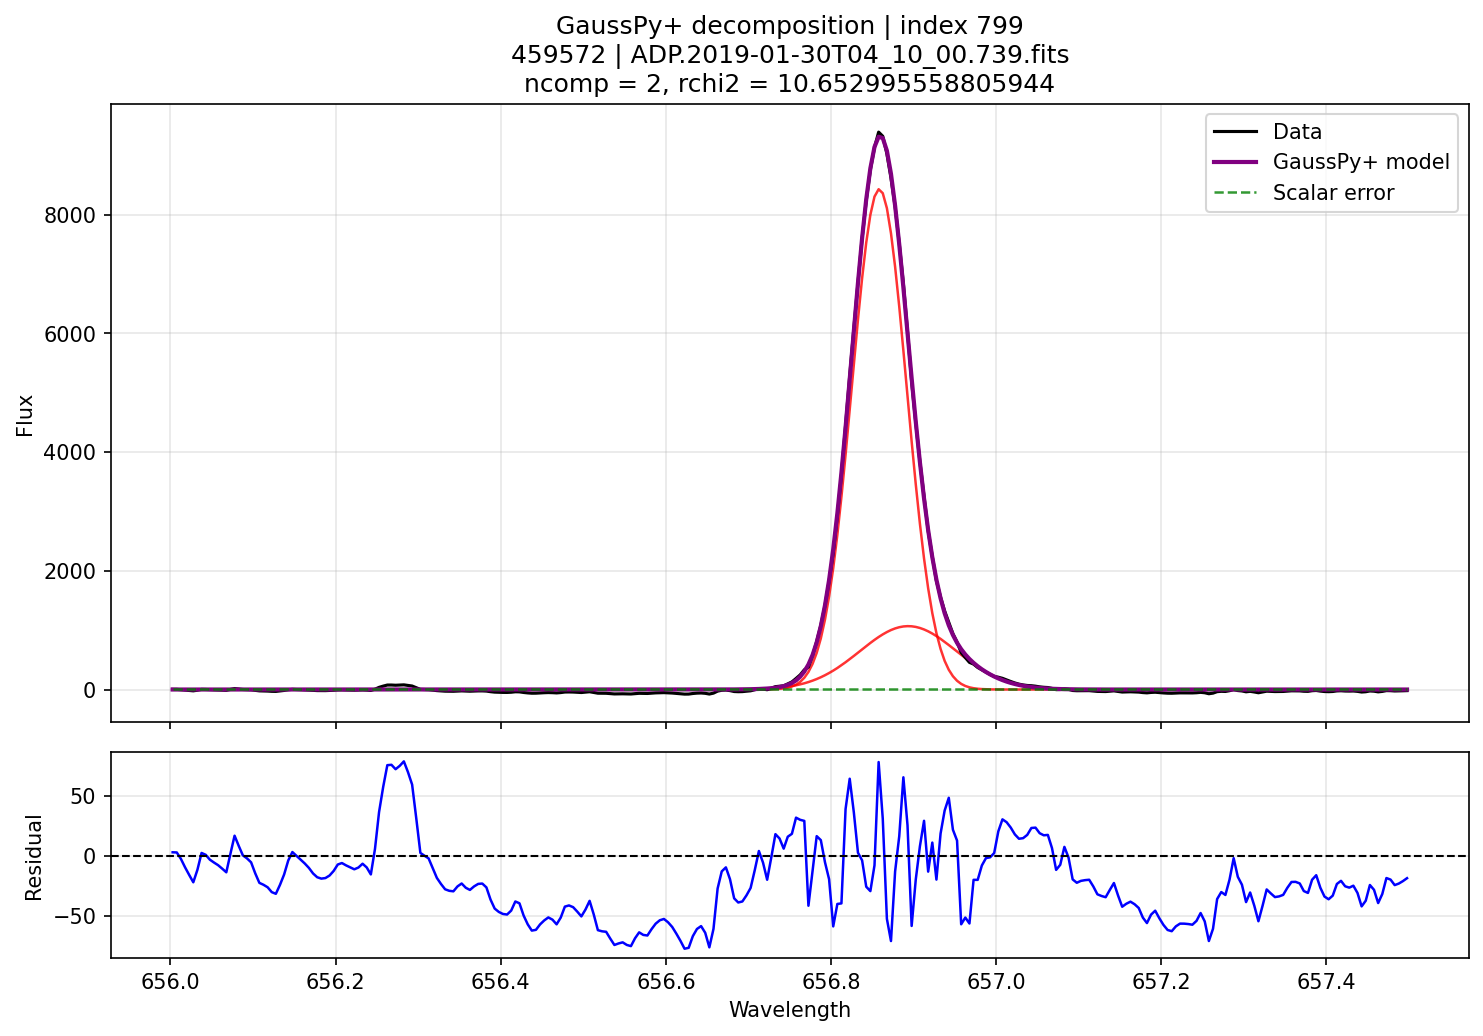 GaussPy+ decomposition | index 799
459572 | ADP.2019-01-30T04_10_00.739.fits
ncomp = 2, rchi2 = 10.652995558805944
Data
GaussPy+ model
Scalar error
Flux
8000
6000
4000
2000
0
Residual
50
0
−50
656.0
656.2
656.4
656.6
656.8
657.0
657.2
657.4
Wavelength